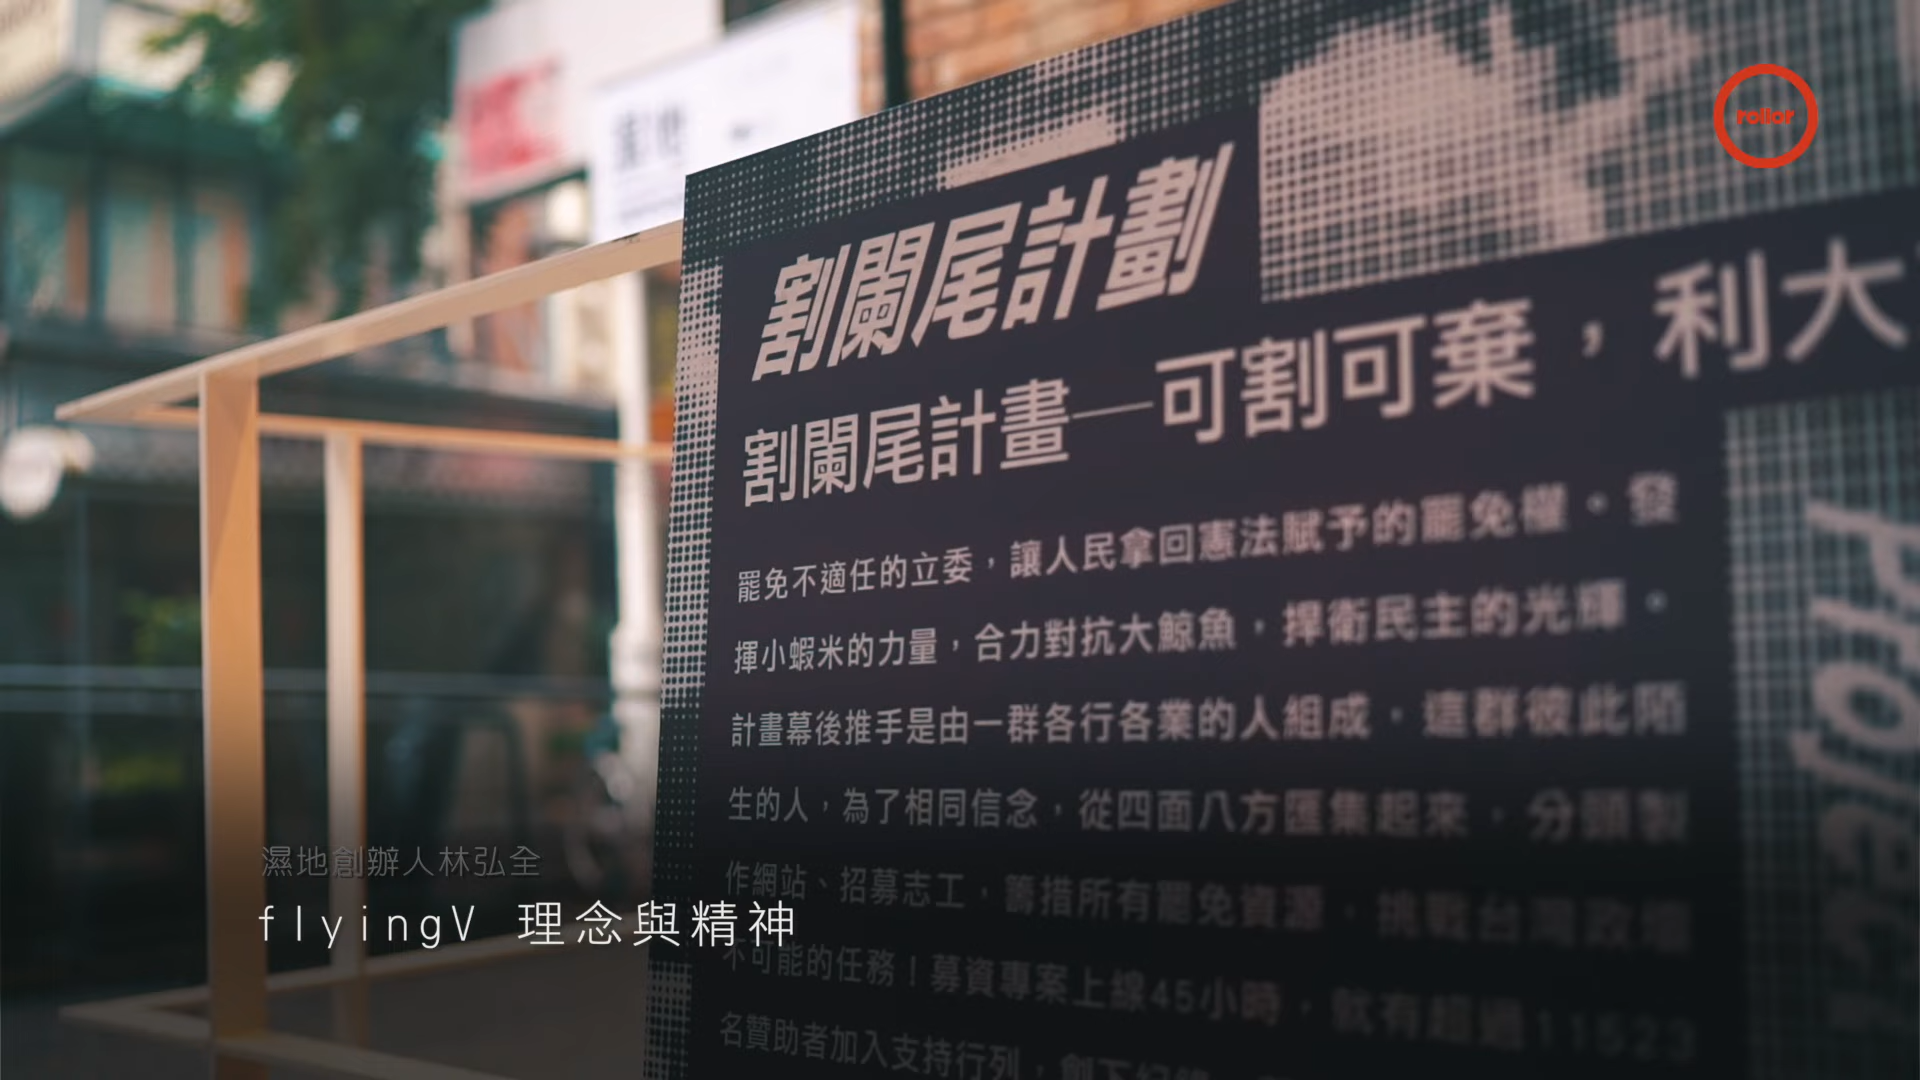 rollor
割闌尾計劃
割闌尾計畫—可割可棄，利大
罷免不適任的立委，讓人民拿回憲法賦予的罷免權。發
揮小蝦米的力量，合力對抗大鯨魚，捍衛民主的光輝。
計畫幕後推手是由一群各行各業的人組成，這群彼此陌
生的人，為了相同信念，從四面八方匯集起來，分頭製
作網站、招募志工，籌措所有罷免資源，挑戰台灣政壇
不可能的任務！募資專案上線45小時，就有超過11523
名贊助者加入支持行列，創下紀錄
Project
濕地創辦人林弘全
flyingV 理念與精神